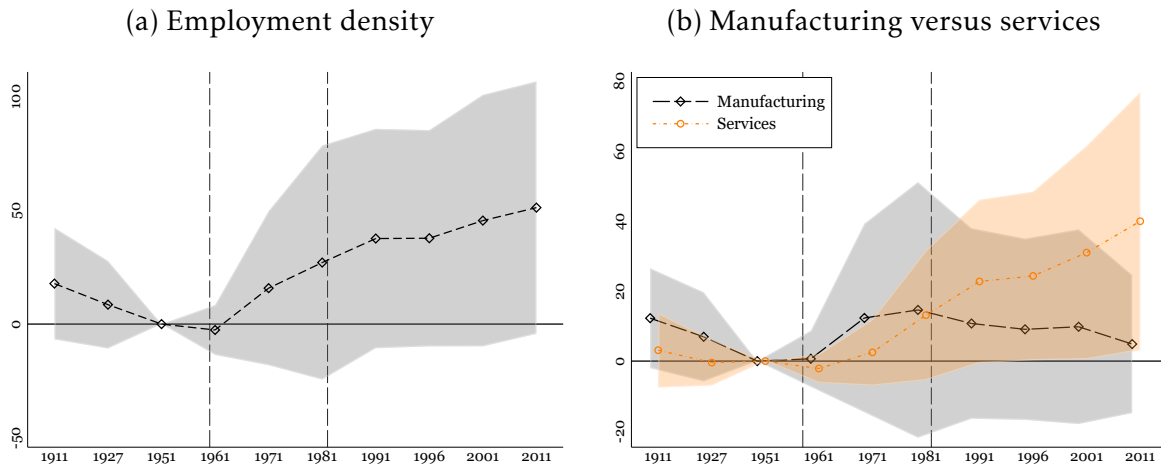 (a) Employment density
100
50
0
-50
1911 1927 1951 1961 1971 1981 1991 1996 2001 2011
(b) Manufacturing versus services
Manufacturing
Services
80
60
40
20
0
-20
1911 1927 1951 1961 1971 1981 1991 1996 2001 2011